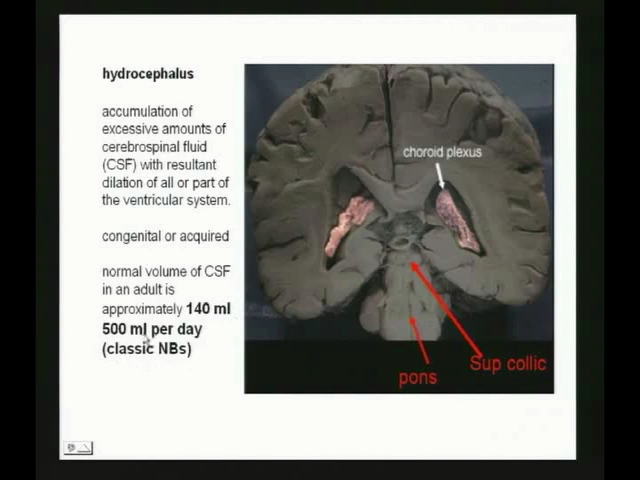 hydrocephalus
accumulation of
excessive amounts of
cerebrospinal fluid
(CSF) with resultant
dilation of all or part of
the ventricular system.
congenital or acquired
normal volume of CSF
in an adult is
approximately 140 ml
500 ml per day
(classic NBs)
choroid plexus
Sup collic
pons